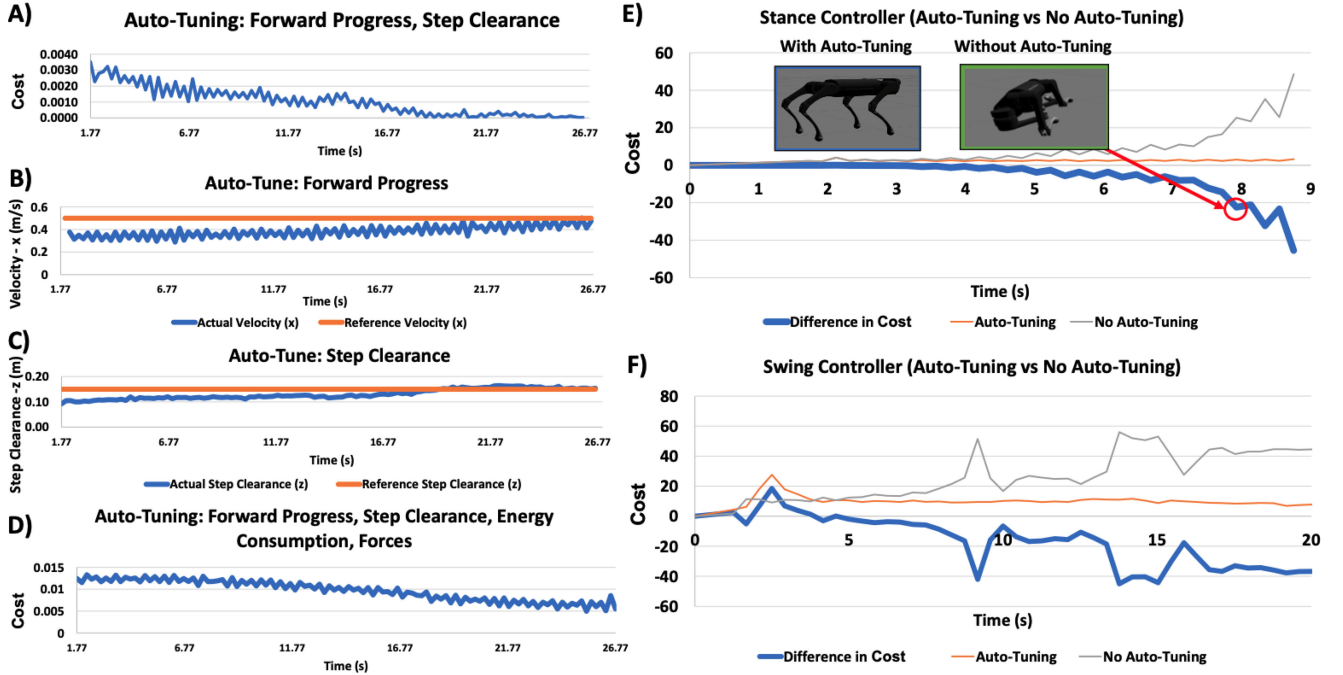 A)
Auto-Tuning: Forward Progress, Step Clearance
Cost
0.0040
0.0030
0.0020
0.0010
0.0000
1.77 6.77 11.77 16.77 21.77 26.77
Time (s)
B)
Auto-Tune: Forward Progress
Velocity - x (m/s)
0.6
0.4
0.2
0
1.77 6.77 11.77 16.77 21.77 26.77
Time (s)
Actual Velocity (x) Reference Velocity (x)
C)
Auto-Tune: Step Clearance
Step Clearance -z (m)
0.20
0.10
0.00
1.77 6.77 11.77 16.77 21.77 26.77
Time (s)
Actual Step Clearance (z) Reference Step Clearance (z)
D)
Auto-Tuning: Forward Progress, Step Clearance, Energy
Consumption, Forces
Cost
0.015
0.01
0.005
0
1.77 6.77 11.77 16.77 21.77 26.77
Time (s)
E)
Stance Controller (Auto-Tuning vs No Auto-Tuning)
With Auto-Tuning Without Auto-Tuning
Cost
60
40
20
0
-20
-40
-60
0 1 2 3 4 5 6 7 8 9
Time (s)
Difference in Cost Auto-Tuning No Auto-Tuning
F)
Swing Controller (Auto-Tuning vs No Auto-Tuning)
Cost
80
60
40
20
0
-20
-40
-60
0 5 10 15 20
Time (s)
Difference in Cost Auto-Tuning No Auto-Tuning